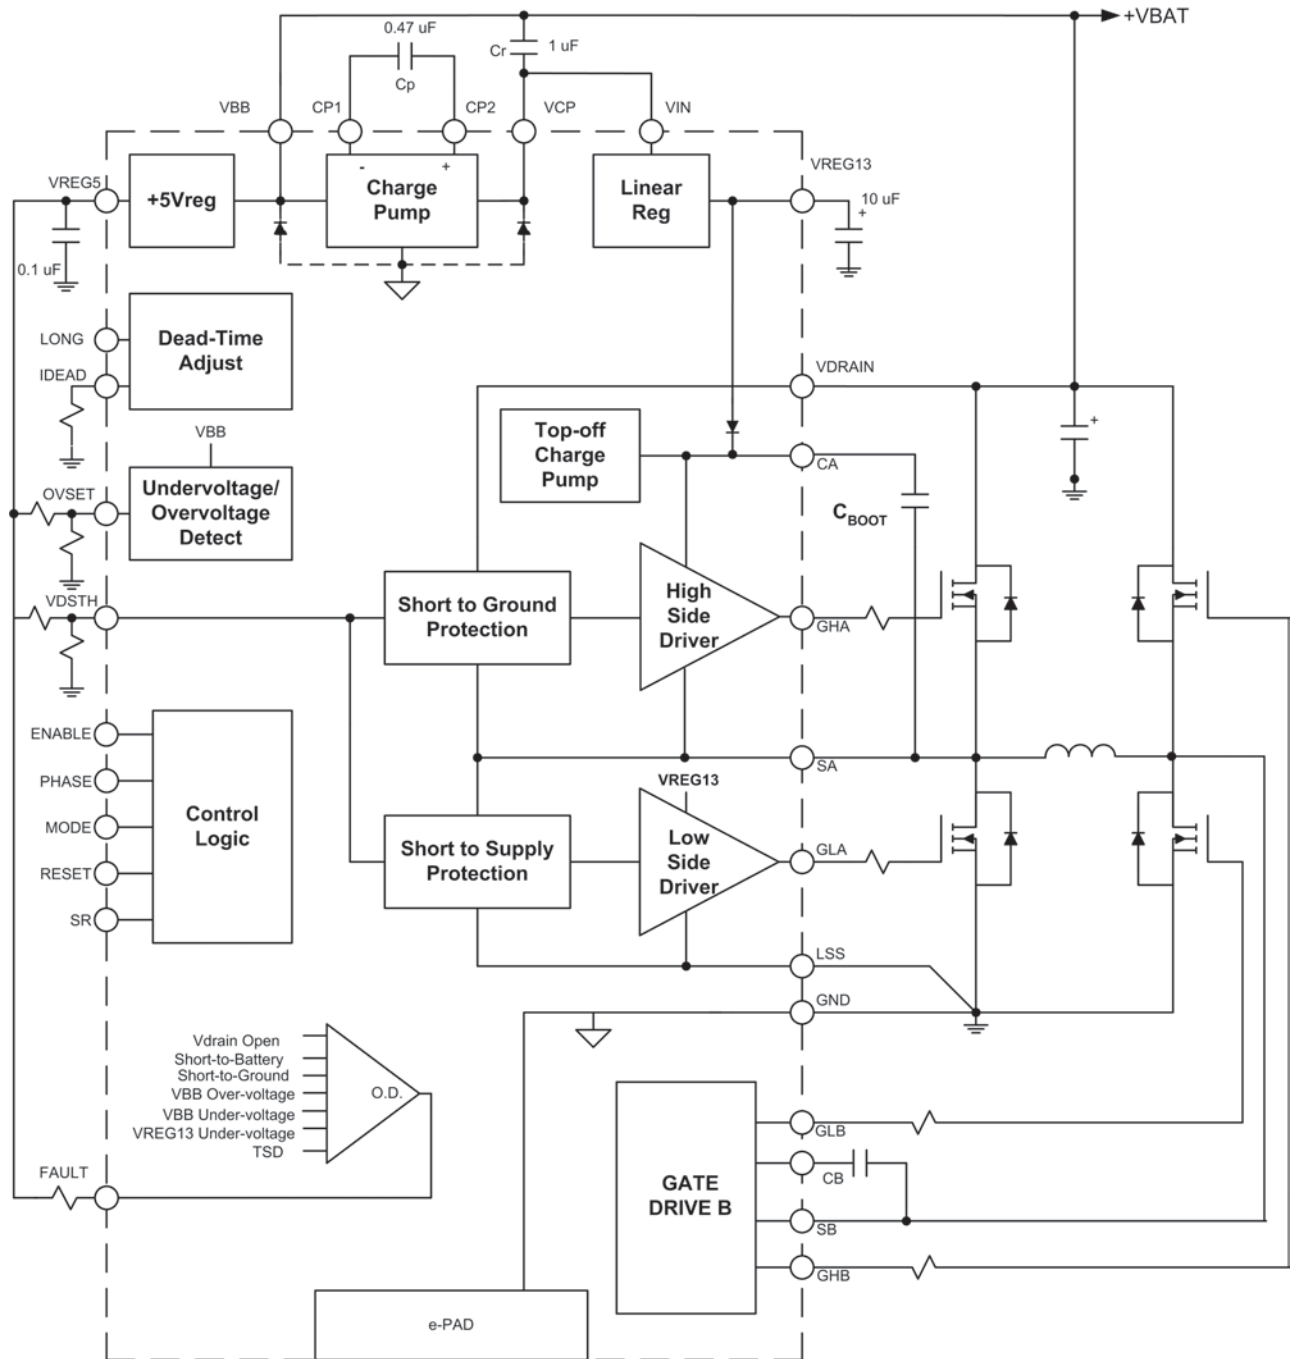 +VBAT
0.47 uF
Cr
1 uF
Cp
VBB
CP1
CP2
VCP
VIN
VREG13
VREG5
+5Vreg
-
+
Charge
Pump
Linear
Reg
10 uF
+
0.1 uF
LONG
Dead-Time
Adjust
IDEAD
VDRAIN
VBB
Top-off
Charge
Pump
+
CA
OVSET
Undervoltage/
Overvoltage
Detect
CBOOT
VDSTH
Short to Ground
Protection
High
Side
Driver
GHA
ENABLE
PHASE
MODE
RESET
SR
Control
Logic
SA
VREG13
Short to Supply
Protection
Low
Side
Driver
GLA
LSS
GND
Vdrain Open
Short-to-Battery
Short-to-Ground
VBB Over-voltage
VBB Under-voltage
VREG13 Under-voltage
TSD
O.D.
FAULT
GATE
DRIVE B
GLB
CB
SB
GHB
e-PAD